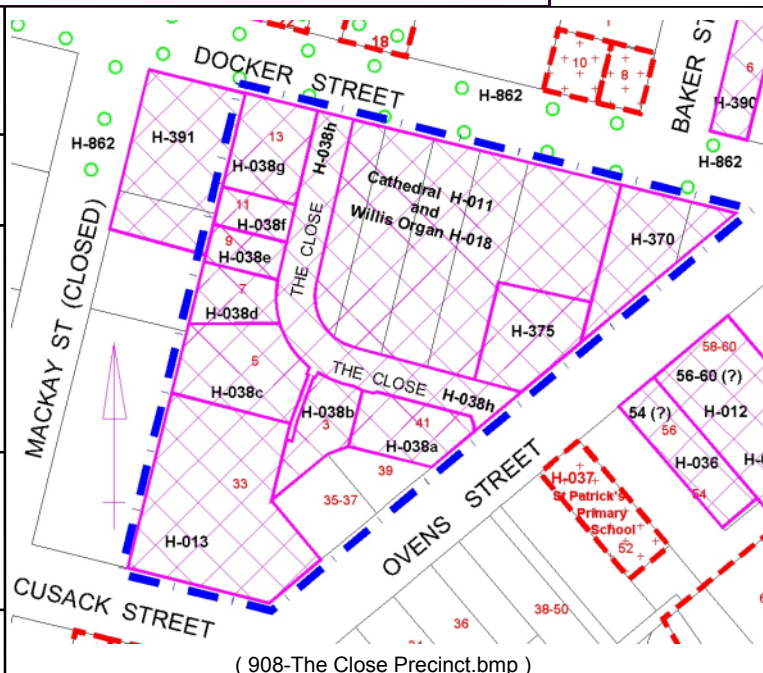 18
10
8
BAKER ST
6
H-390
DOCKER STREET
H-862
H-862
H-862
H-391
13
H-038g
H-038h
11
H-038f
9
H-038e
7
H-038d
THE CLOSE
Cathedral H-011
and
Willis Organ H-018
H-370
H-375
MACKAY ST (CLOSED)
5
H-038c
THE CLOSE
H-038h
H-038b
3
41
H-038a
39
35-37
33
H-013
58-60
56-60 (?)
H-012
54 (?)
56
H-036
54
OVENS STREET
H-037
St Patrick's
Primary
School
52
38-50
36
CUSACK STREET
( 908-The Close Precinct.bmp )